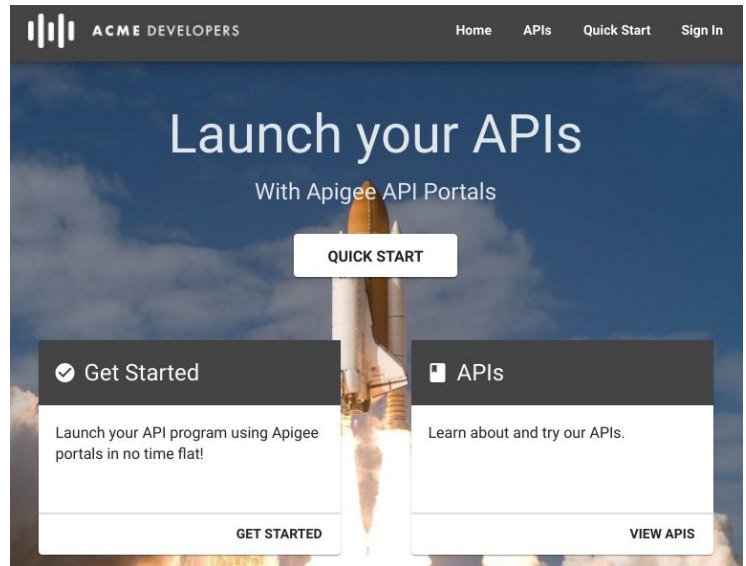 ACME DEVELOPERS
Home APIs Quick Start Sign In
Launch your APIs
With Apigee API Portals
QUICK START
Get Started
Launch your API program using Apigee
portals in no time flat!
GET STARTED
APIs
Learn about and try our APIs.
VIEW APIS